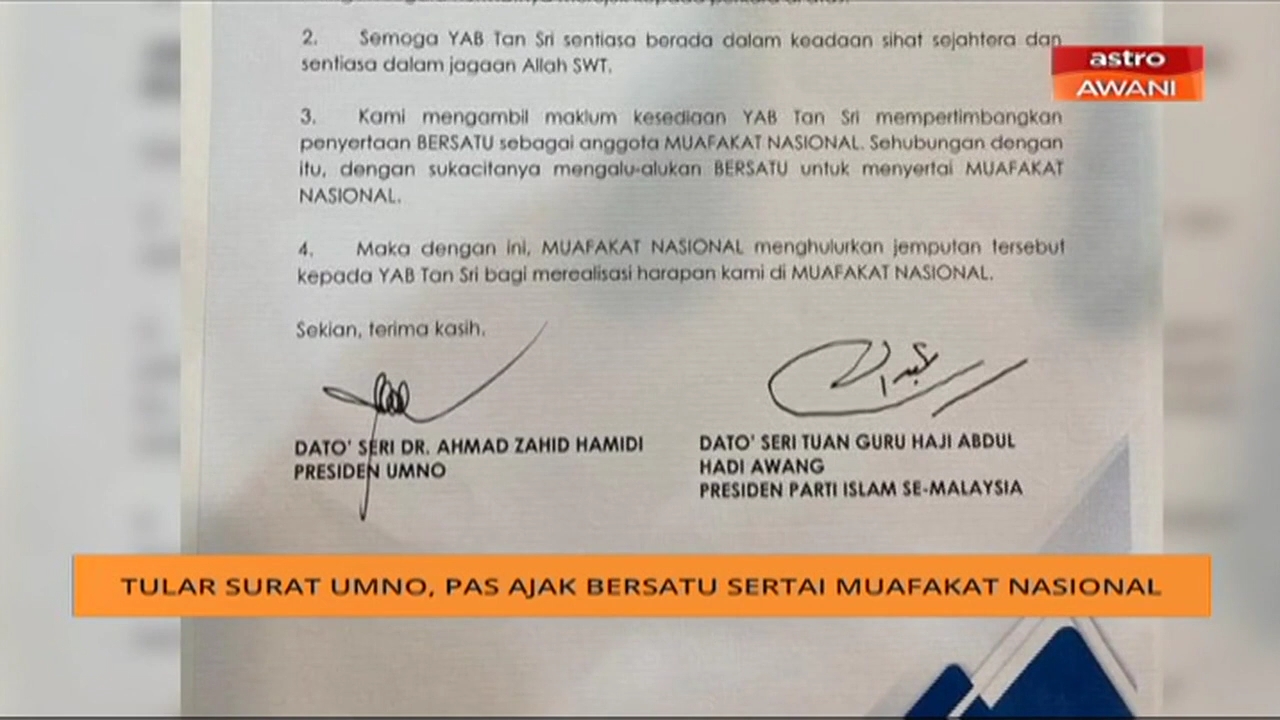 2. Semoga YAB Tan Sri sentiasa berada dalam keadaan sihat sejahtera dan
sentiasa dalam jagaan Allah SWT.
3. Kami mengambil maklum kesediaan YAB Tan Sri mempertimbangkan
penyertaan BERSATU sebagai anggota MUAFAKAT NASIONAL. Sehubungan dengan
itu, dengan sukacitanya mengalu-alukan BERSATU untuk menyertai MUAFAKAT
NASIONAL.
4. Maka dengan ini, MUAFAKAT NASIONAL menghulurkan jemputan tersebut
kepada YAB Tan Sri bagi merealisasi harapan kami di MUAFAKAT NASIONAL.
Sekian, terima kasih.
DATO' SERI DR. AHMAD ZAHID HAMIDI
PRESIDEN UMNO
DATO' SERI TUAN GURU HAJI ABDUL
HADI AWANG
PRESIDEN PARTI ISLAM SE-MALAYSIA
astro
AWANI
TULAR SURAT UMNO, PAS AJAK BERSATU SERTAI MUAFAKAT NASIONAL